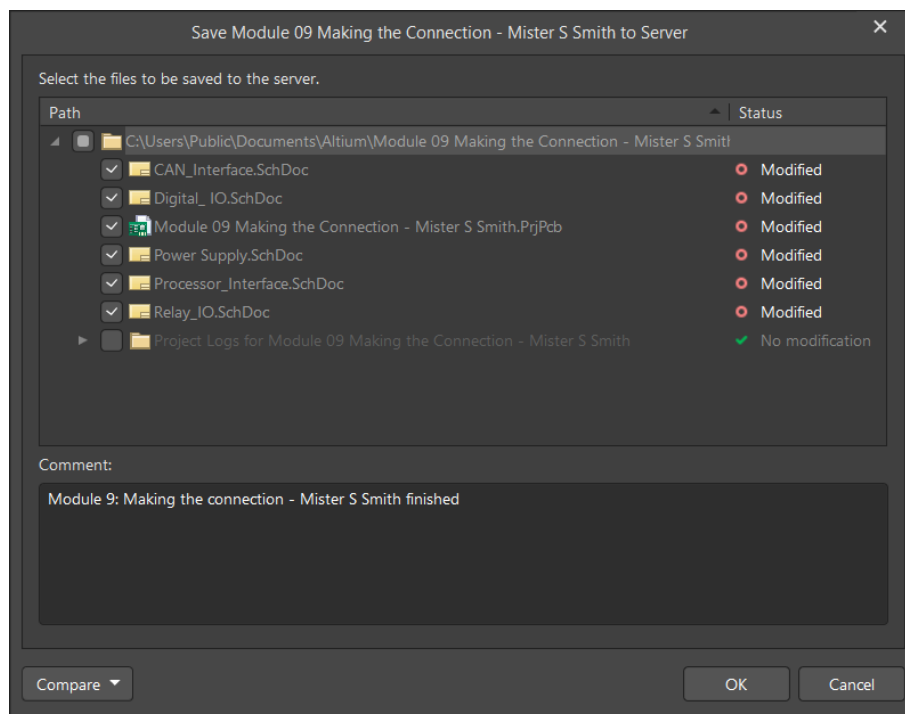 Save Module 09 Making the Connection - Mister S Smith to Server
Select the files to be saved to the server.
Path Status
C:\Users\Public\Documents\Altium\Module 09 Making the Connection - Mister S Smitl
CAN_Interface.SchDoc Modified
Digital_ IO.SchDoc Modified
Module 09 Making the Connection - Mister S Smith.PrjPcb Modified
Power Supply.SchDoc Modified
Processor_Interface.SchDoc Modified
Relay_IO.SchDoc Modified
Project Logs for Module 09 Making the Connection - Mister S Smith No modification
Comment:
Module 9: Making the connection - Mister S Smith finished
Compare OK Cancel